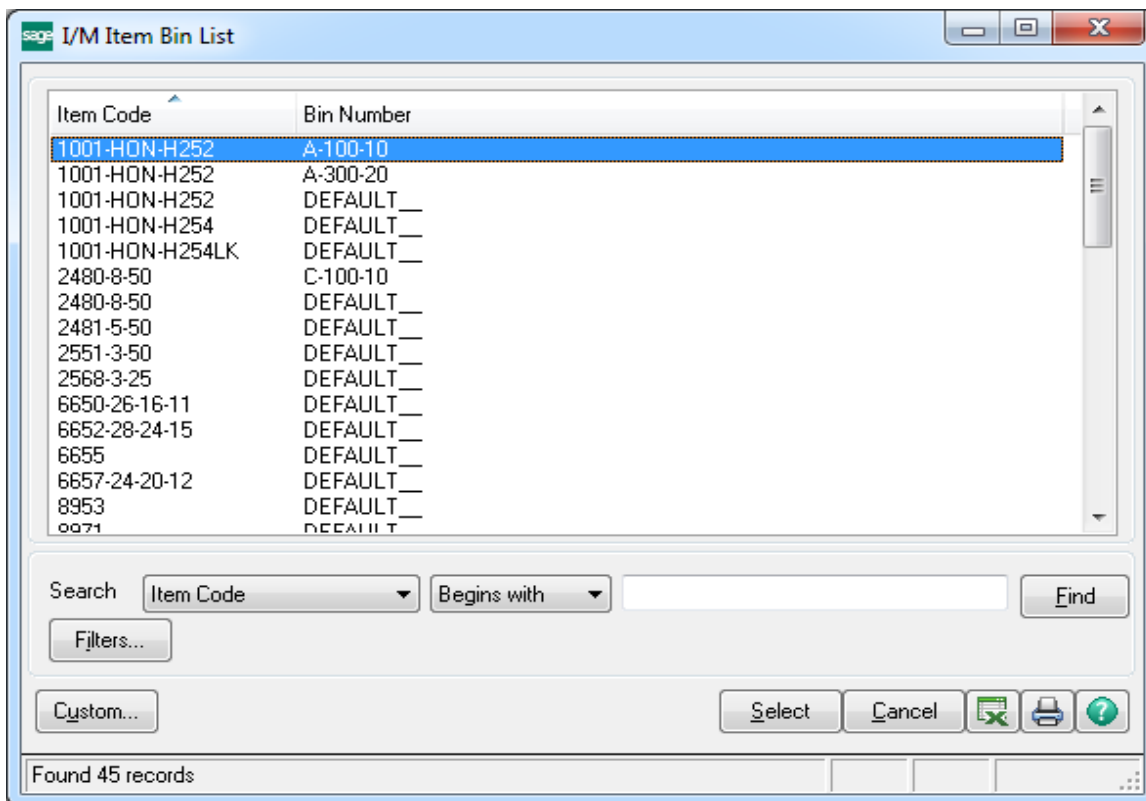 sage I/M Item Bin List
Item Code Bin Number
1001-HON-H252 A-100-10
1001-HON-H252 A-300-20
1001-HON-H252 DEFAULT__
1001-HON-H254 DEFAULT__
1001-HON-H254LK DEFAULT__
2480-8-50 C-100-10
2480-8-50 DEFAULT__
2481-5-50 DEFAULT__
2551-3-50 DEFAULT__
2568-3-25 DEFAULT__
6650-26-16-11 DEFAULT__
6652-28-24-15 DEFAULT__
6655 DEFAULT__
6657-24-20-12 DEFAULT__
8953 DEFAULT__
8971 DEFAULT
Search Item Code Begins with Find
Filters...
Custom... Select Cancel
Found 45 records